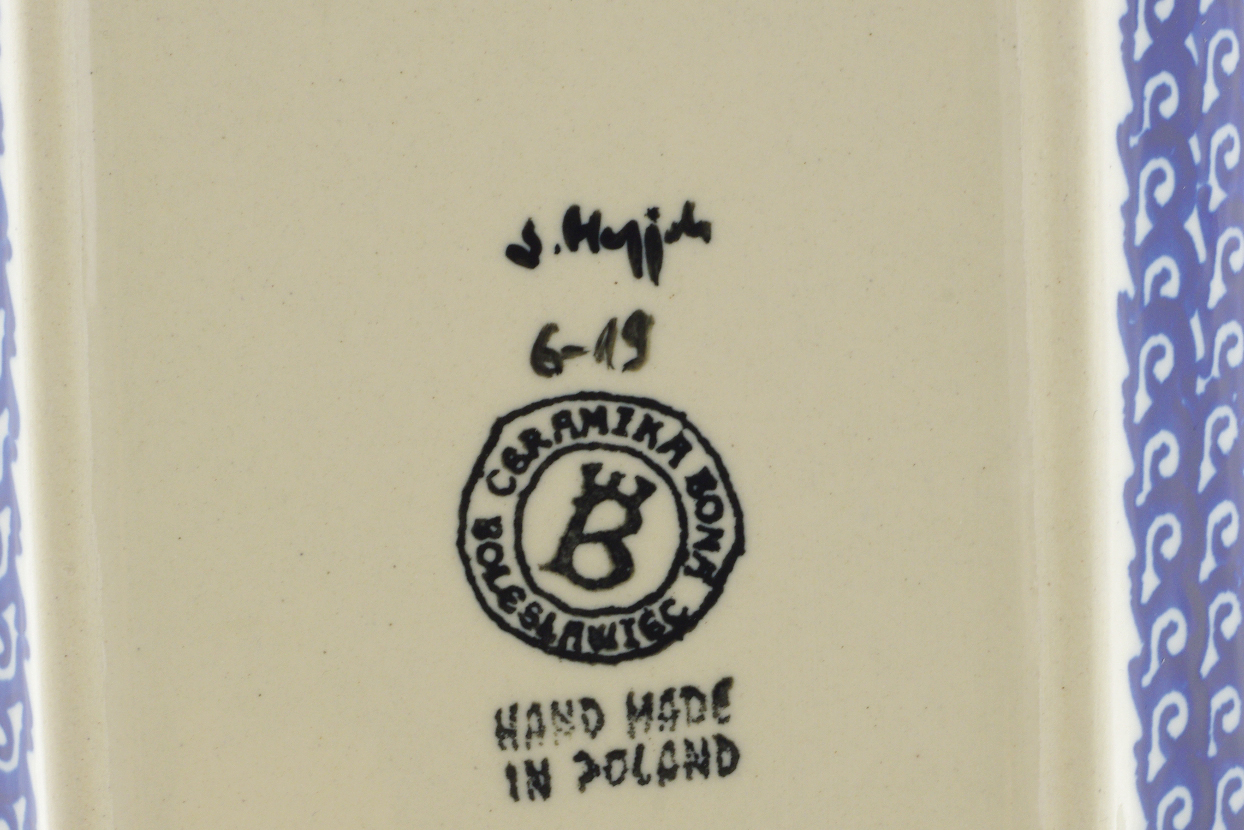 6-19
CERAMIKA BONA
BOLESŁAWIEC
B
HAND MADE
IN POLAND